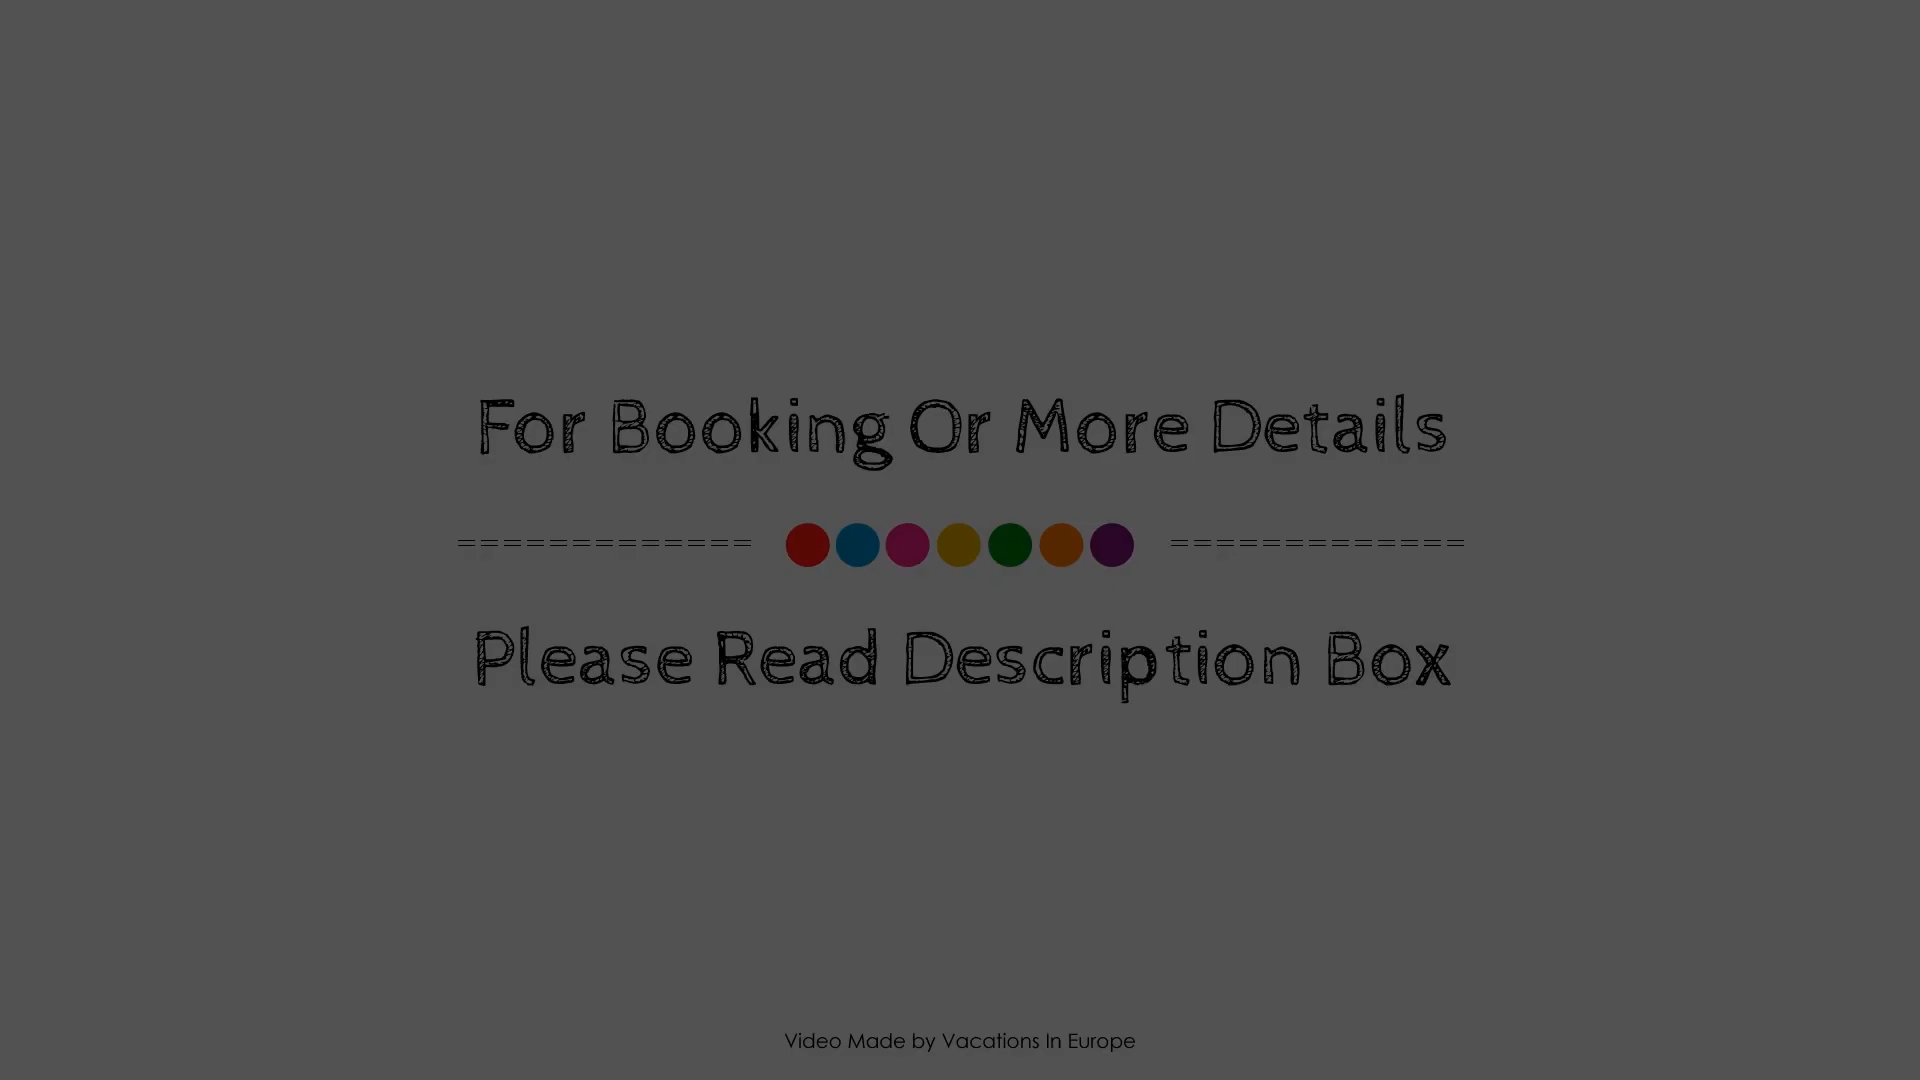 For Booking Or More Details
============= =============
Please Read Description Box
Video Made by Vacations In Europe